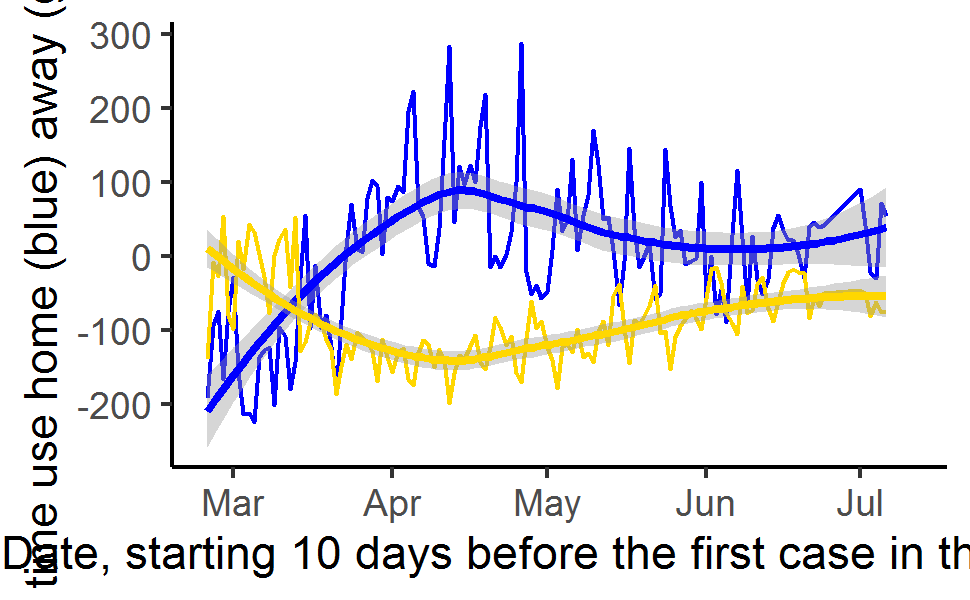 time use home (blue) away (
300
200
100
0
-100
-200
Mar Apr May Jun Jul
Date, starting 10 days before the first case in th